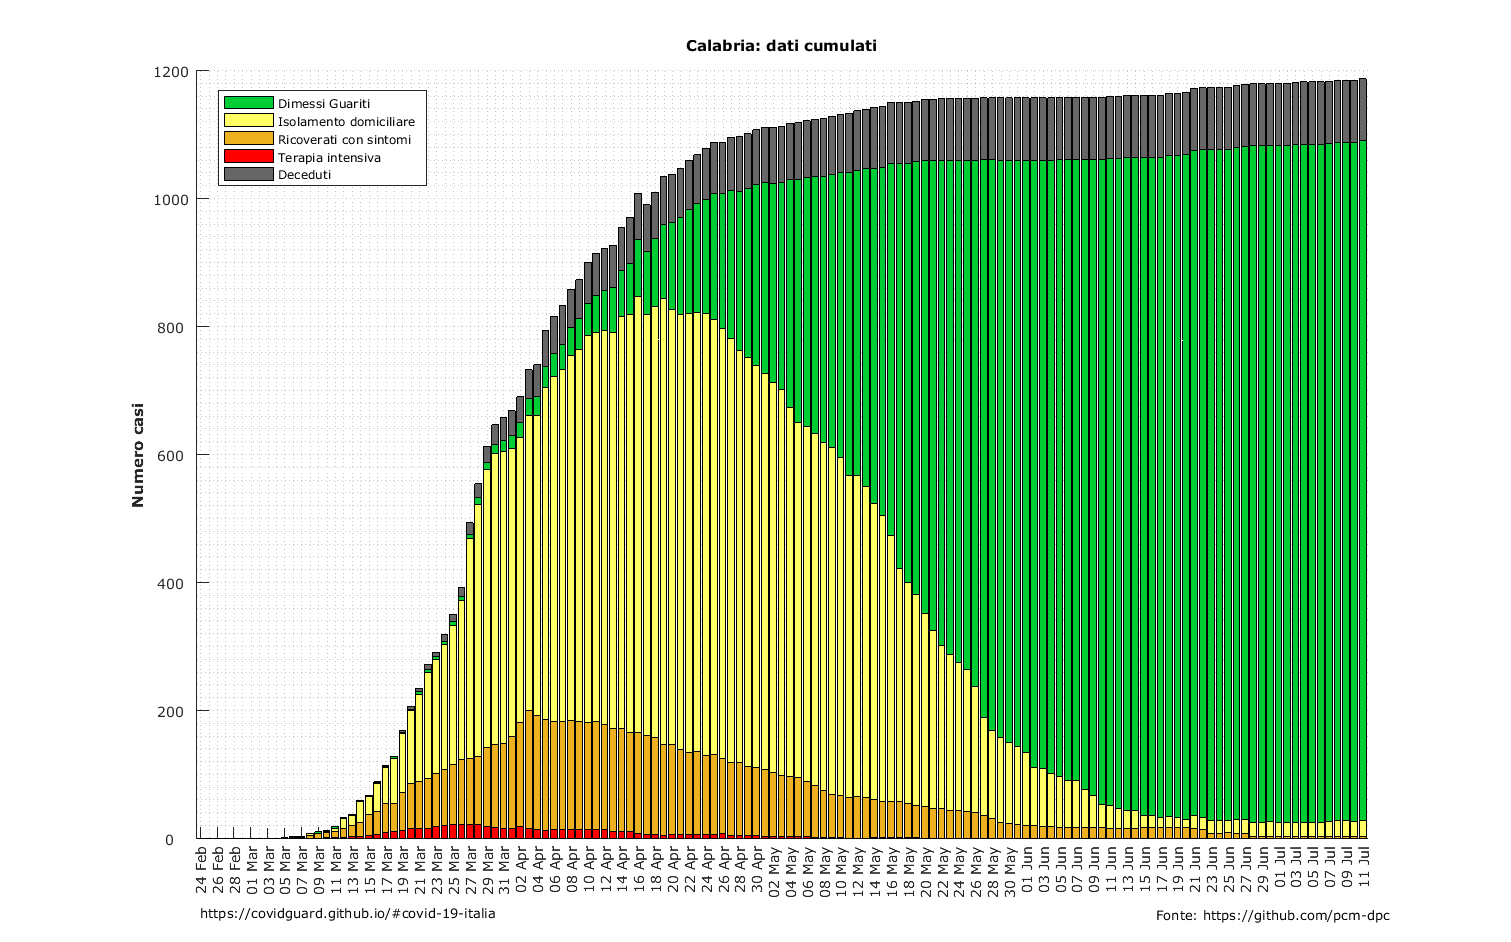 Calabria: dati cumulati
1200
1000
800
600
400
200
0
Numero casi
Dimessi Guariti
Isolamento domiciliare
Ricoverati con sintomi
Terapia intensiva
Deceduti
24 Feb
26 Feb
28 Feb
01 Mar
03 Mar
05 Mar
07 Mar
09 Mar
11 Mar
13 Mar
15 Mar
17 Mar
19 Mar
21 Mar
23 Mar
25 Mar
27 Mar
29 Mar
31 Mar
02 Apr
04 Apr
06 Apr
08 Apr
10 Apr
12 Apr
14 Apr
16 Apr
18 Apr
20 Apr
22 Apr
24 Apr
26 Apr
28 Apr
30 Apr
02 May
04 May
06 May
08 May
10 May
12 May
14 May
16 May
18 May
20 May
22 May
24 May
26 May
28 May
30 May
01 Jun
03 Jun
05 Jun
07 Jun
09 Jun
11 Jun
13 Jun
15 Jun
17 Jun
19 Jun
21 Jun
23 Jun
25 Jun
27 Jun
29 Jun
01 Jul
03 Jul
05 Jul
07 Jul
09 Jul
11 Jul
https://covidguard.github.io/#covid-19-italia
Fonte: https://github.com/pcm-dpc